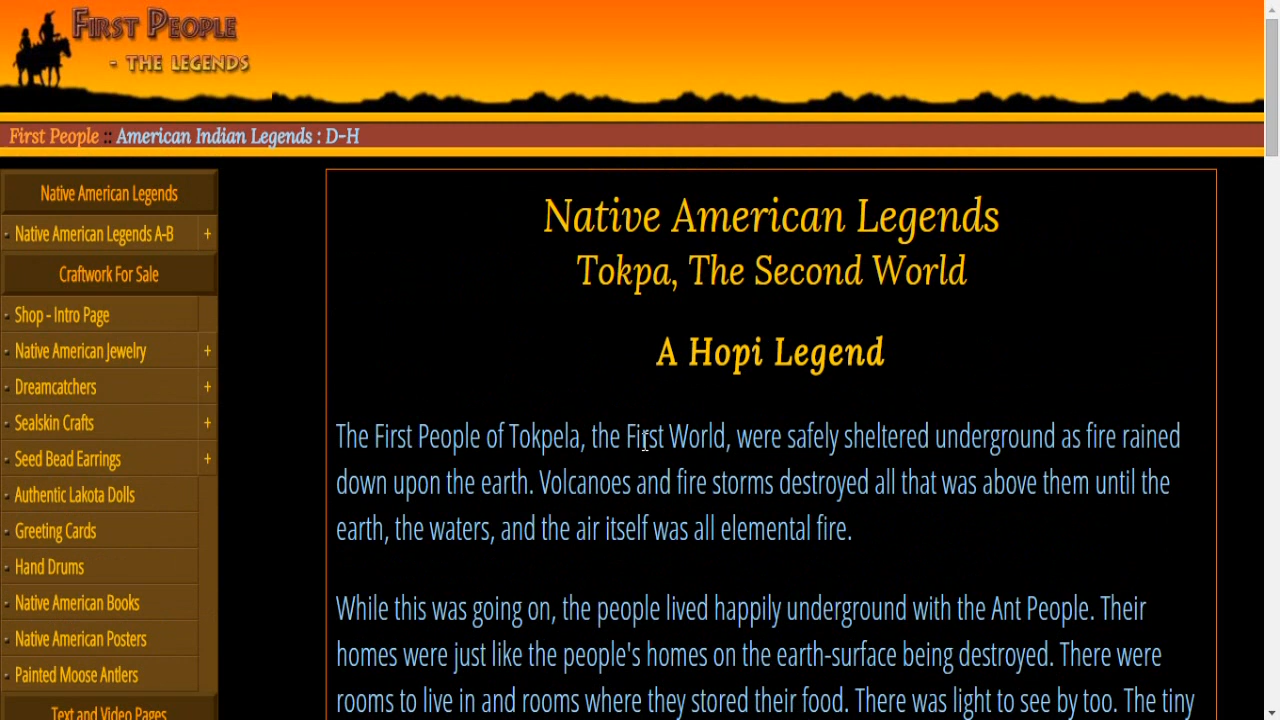 First People
- The Legends
First People :: American Indian Legends : D-H
Native American Legends
Native American Legends A-B +
Craftwork For Sale
Shop - Intro Page
Native American Jewelry +
Dreamcatchers +
Sealskin Crafts +
Seed Bead Earrings +
Authentic Lakota Dolls
Greeting Cards
Hand Drums
Native American Books
Native American Posters
Painted Moose Antlers
Text and Video Pages
Native American Legends
Tokpa, The Second World
A Hopi Legend
The First People of Tokpela, the First World, were safely sheltered underground as fire rained
down upon the earth. Volcanoes and fire storms destroyed all that was above them until the
earth, the waters, and the air itself was all elemental fire.
While this was going on, the people lived happily underground with the Ant People. Their
homes were just like the people's homes on the earth-surface being destroyed. There were
rooms to live in and rooms where they stored their food. There was light to see by too. The tiny